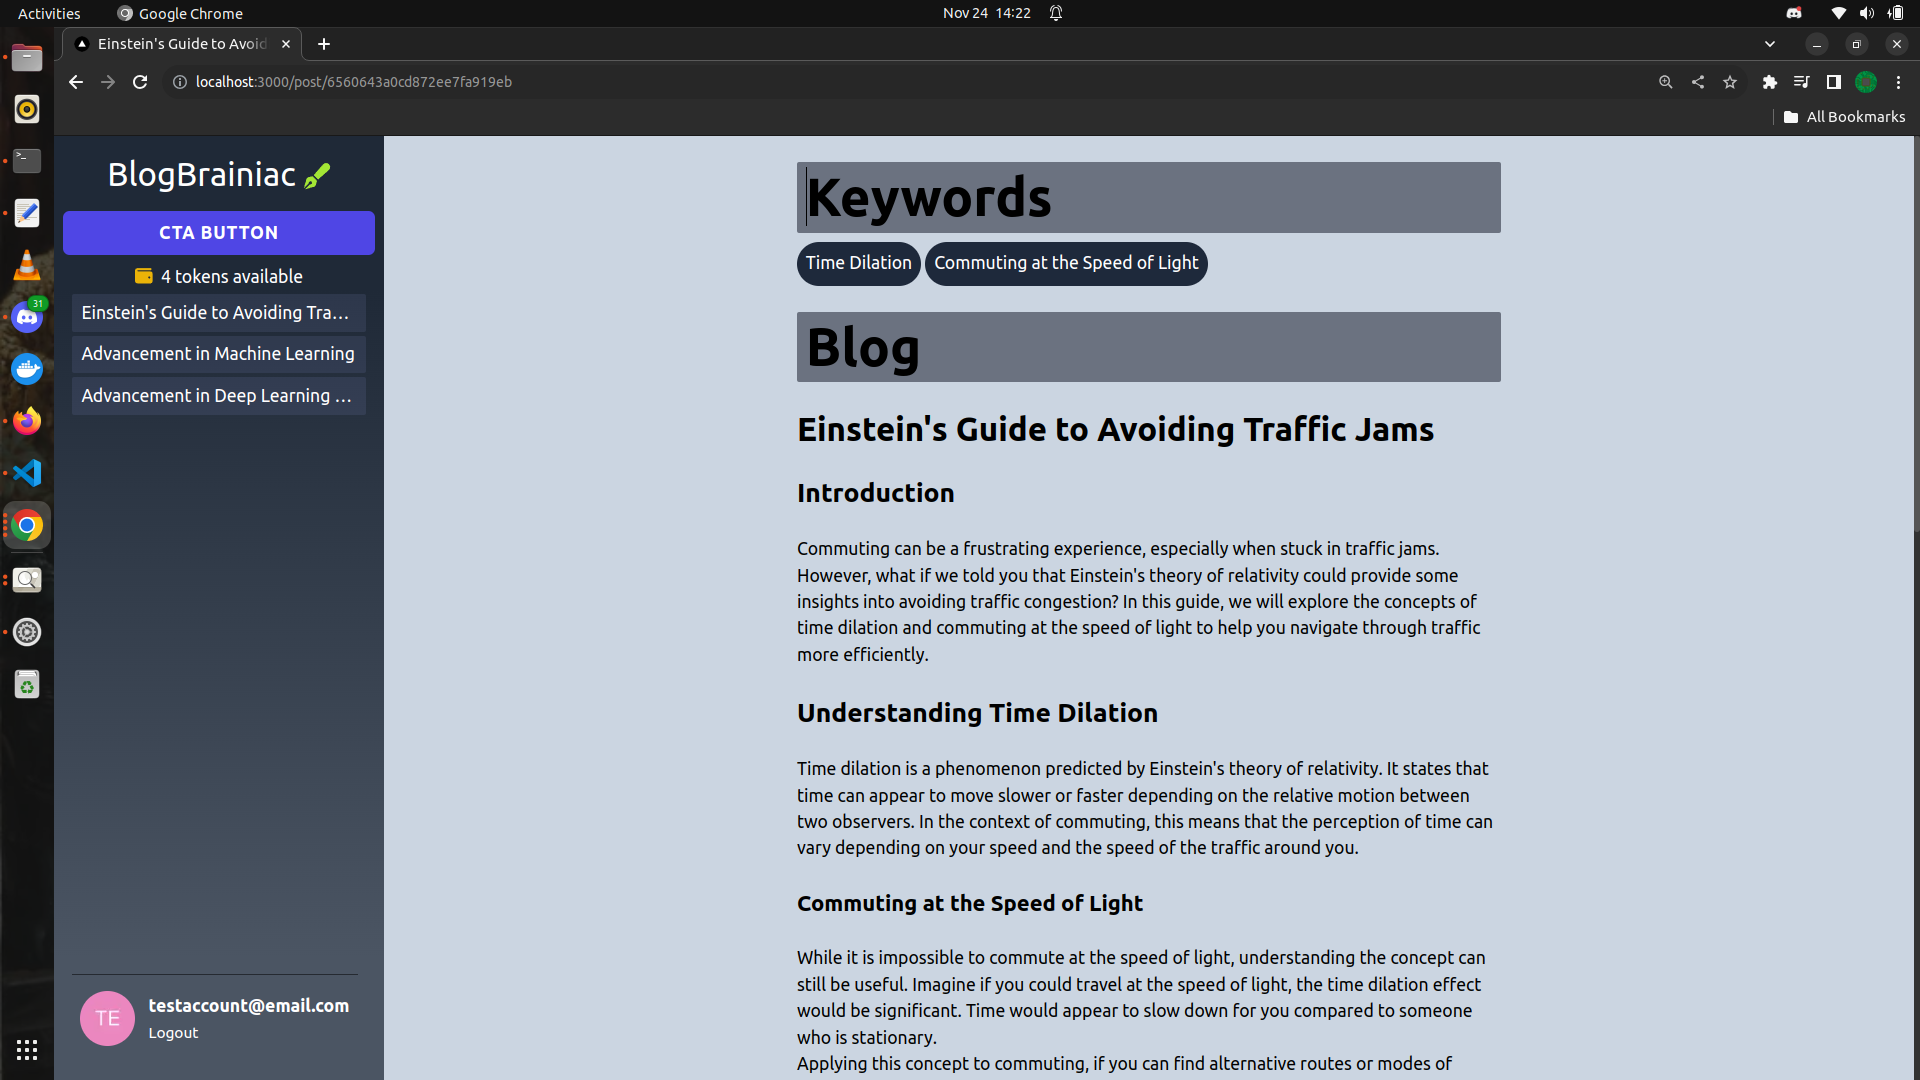 Activities
Google Chrome
Nov 24 14:22
Einstein's Guide to Avoid
localhost:3000/post/6560643a0cd872ee7fa919eb
All Bookmarks
31
BlogBrainiac
CTA BUTTON
4 tokens available
Einstein's Guide to Avoiding Tra...
Advancement in Machine Learning
Advancement in Deep Learning ...
TE
testaccount@email.com
Logout
Keywords
Time Dilation
Commuting at the Speed of Light
Blog
Einstein's Guide to Avoiding Traffic Jams
Introduction
Commuting can be a frustrating experience, especially when stuck in traffic jams.
However, what if we told you that Einstein's theory of relativity could provide some
insights into avoiding traffic congestion? In this guide, we will explore the concepts of
time dilation and commuting at the speed of light to help you navigate through traffic
more efficiently.
Understanding Time Dilation
Time dilation is a phenomenon predicted by Einstein's theory of relativity. It states that
time can appear to move slower or faster depending on the relative motion between
two observers. In the context of commuting, this means that the perception of time can
vary depending on your speed and the speed of the traffic around you.
Commuting at the Speed of Light
While it is impossible to commute at the speed of light, understanding the concept can
still be useful. Imagine if you could travel at the speed of light, the time dilation effect
would be significant. Time would appear to slow down for you compared to someone
who is stationary.
Applying this concept to commuting, if you can find alternative routes or modes of